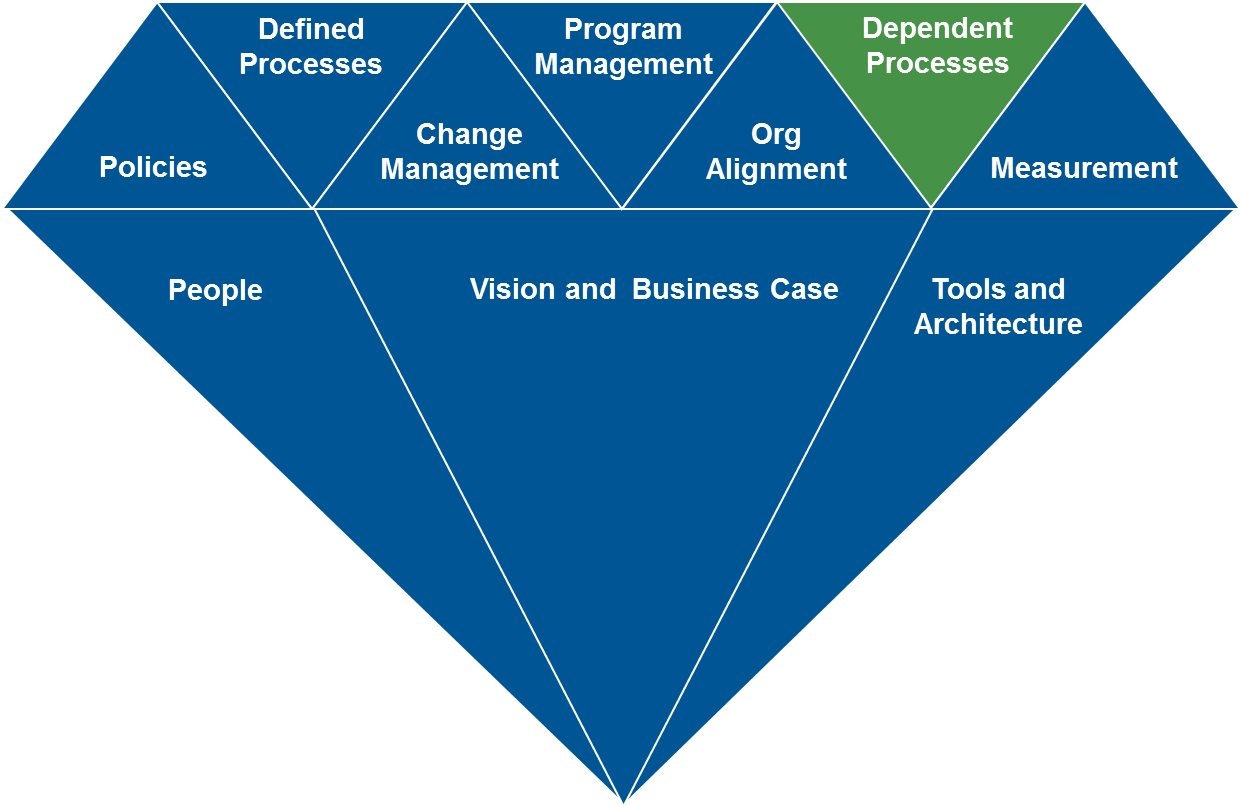 Defined
Processes
Program
Management
Dependent
Processes
Policies
Change
Management
Org
Alignment
Measurement
People
Vision and Business Case
Tools and
Architecture